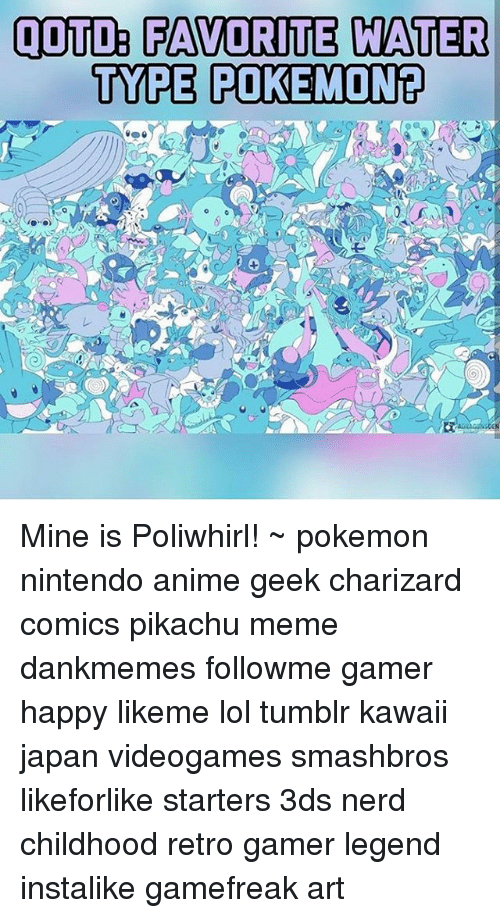 QOTD: FAVORITE WATER
TYPE POKEMON?
Mine is Poliwhirl! ~ pokemon
nintendo anime geek charizard
comics pikachu meme
dankmemes followme gamer
happy likeme lol tumblr kawaii
japan videogames smashbros
likeforlike starters 3ds nerd
childhood retro gamer legend
instalike gamefreak art